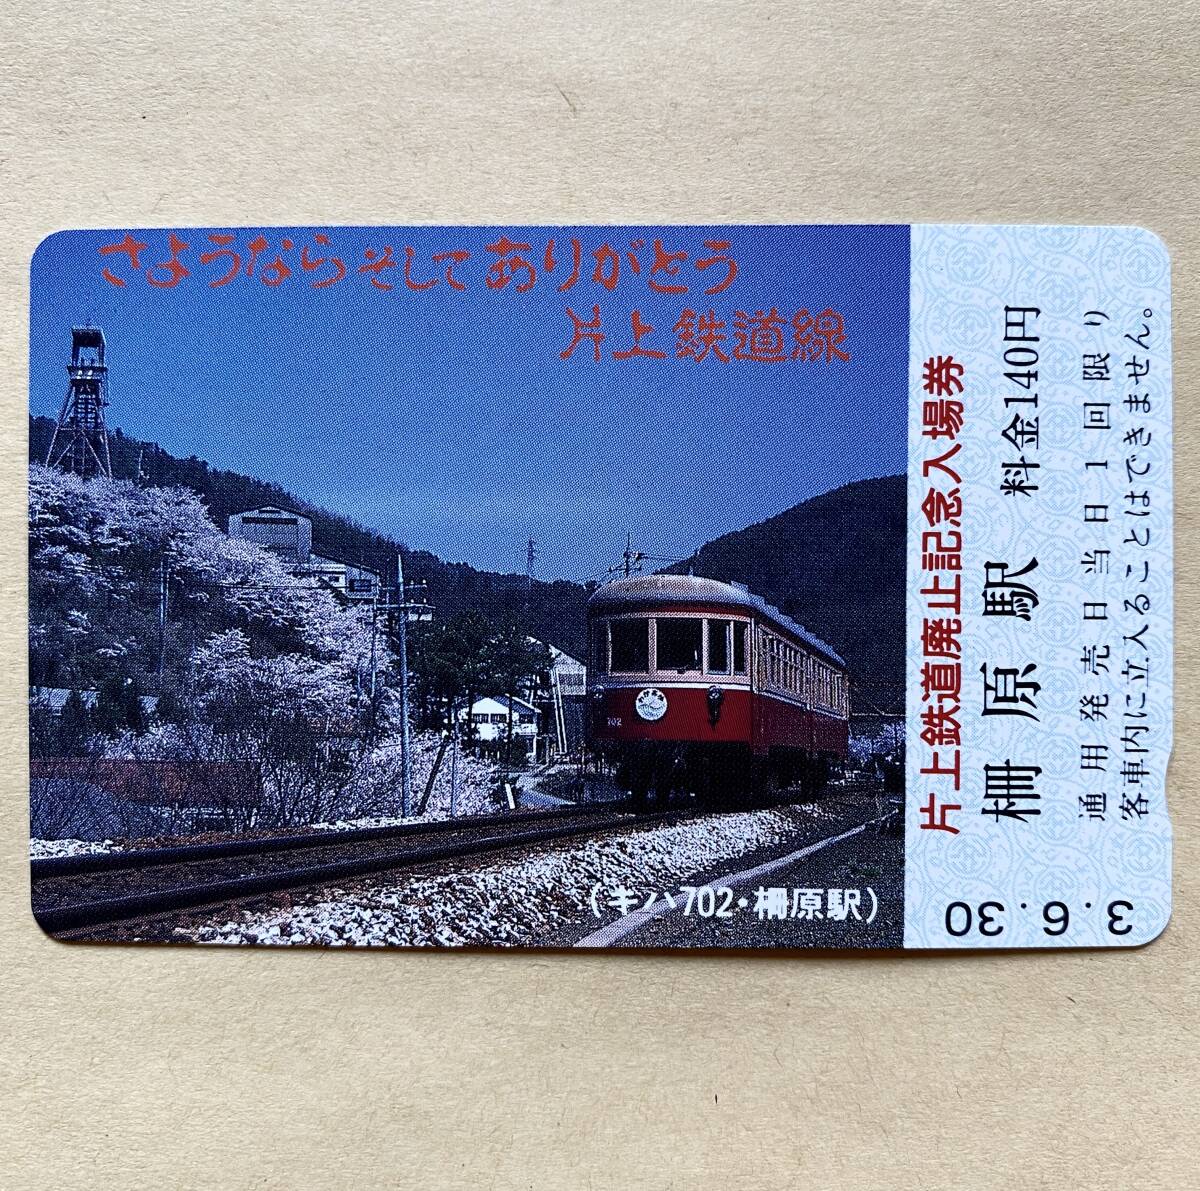 さようならそしてありがとう
片上鉄道線
702
(キハ702・柵原駅)
片上鉄道廃止記念入場券
柵原駅 料金140円
通用発売日当日1回限り
客車内に立入ることはできません。
3.6.30